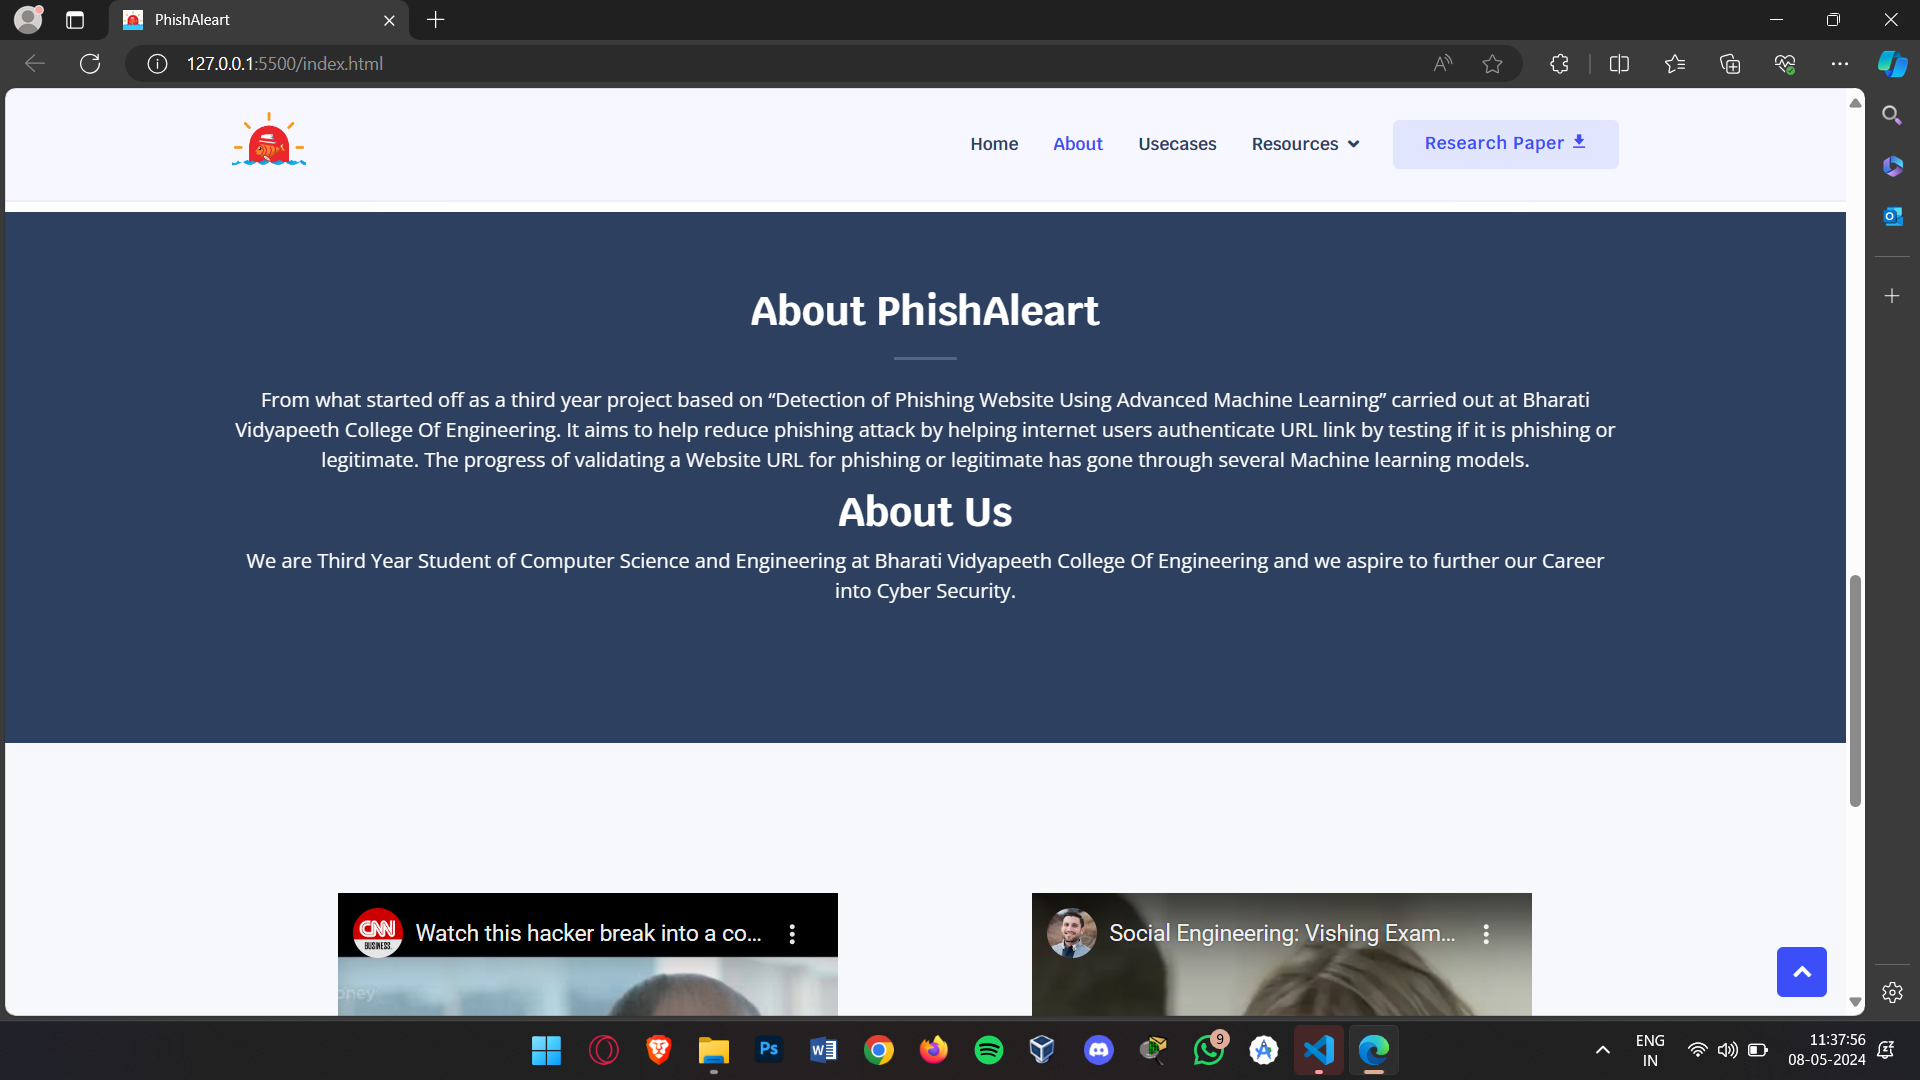 PhishAleart
127.0.0.1:5500/index.html
Home About Usecases Resources Research Paper
About PhishAleart
From what started off as a third year project based on “Detection of Phishing Website Using Advanced Machine Learning” carried out at Bharati
Vidyapeeth College Of Engineering. It aims to help reduce phishing attack by helping internet users authenticate URL link by testing if it is phishing or
legitimate. The progress of validating a Website URL for phishing or legitimate has gone through several Machine learning models.
About Us
We are Third Year Student of Computer Science and Engineering at Bharati Vidyapeeth College Of Engineering and we aspire to further our Career
into Cyber Security.
CNN
BUSINESS
Watch this hacker break into a co...
oney
Social Engineering: Vishing Exam...
Ps
W
9
ENG
IN
11:37:56
08-05-2024